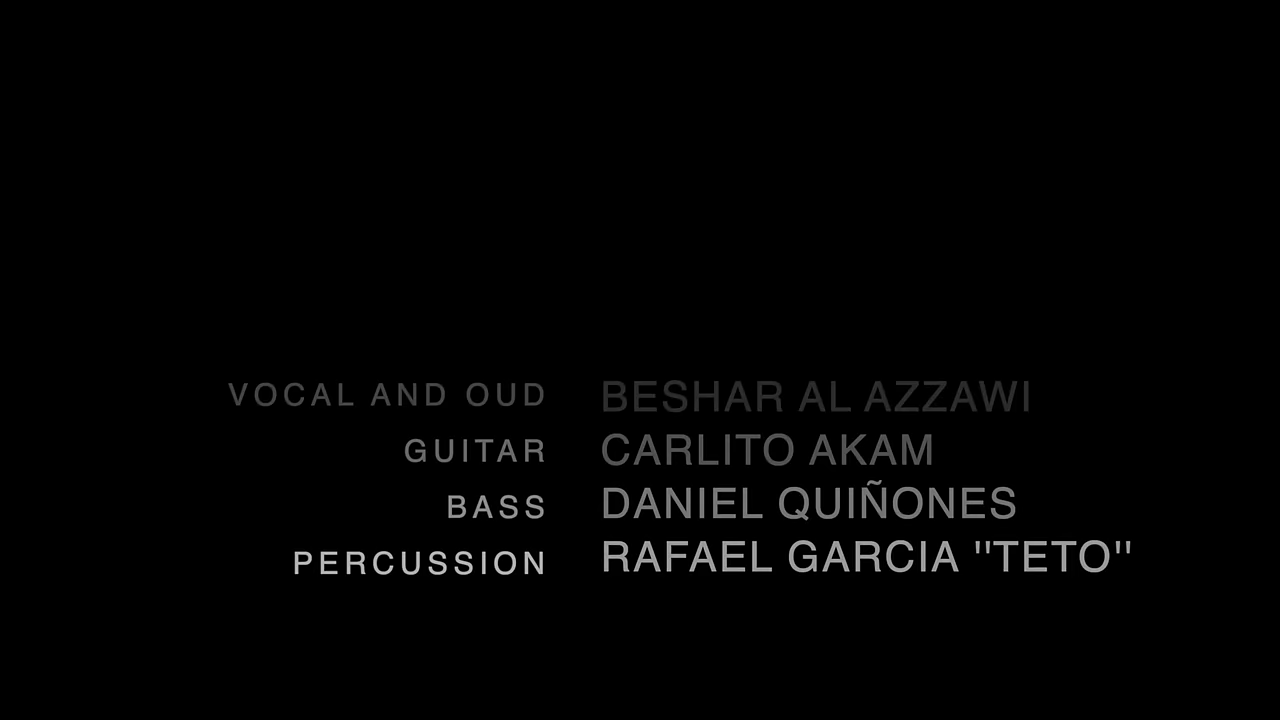 VOCAL AND OUD BESHAR AL AZZAWI
GUITAR CARLITO AKAM
BASS DANIEL QUIÑONES
PERCUSSION RAFAEL GARCIA "TETO"